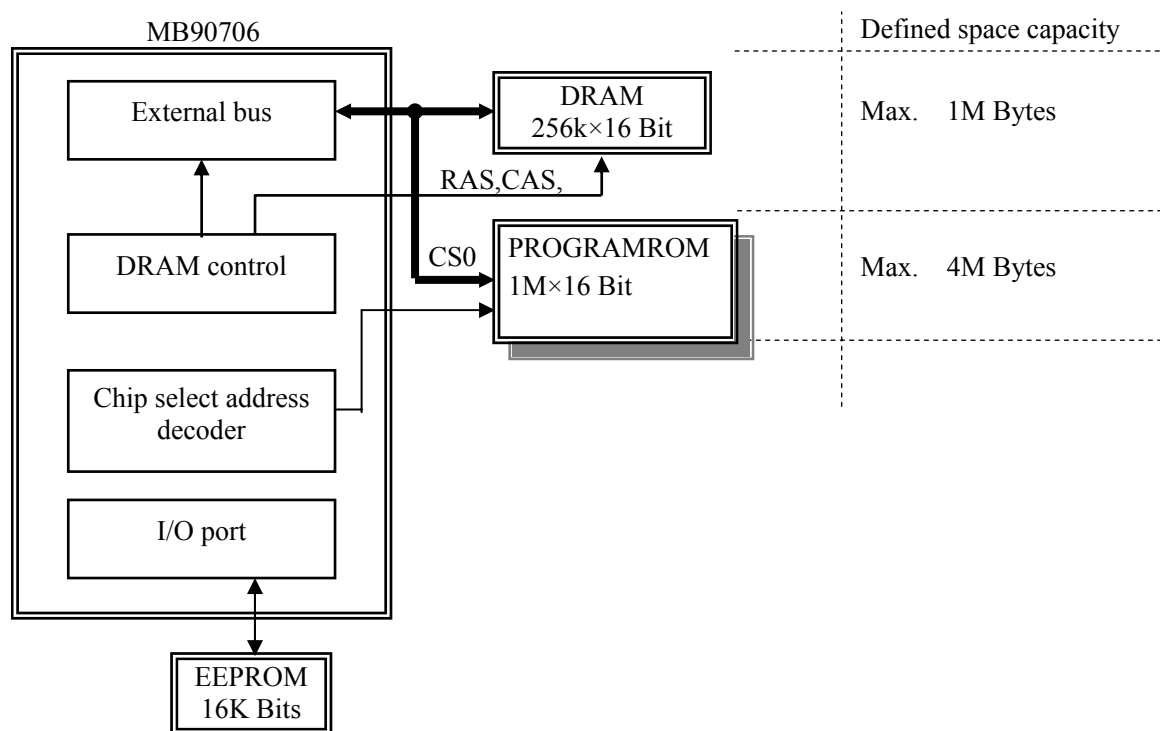 MB90706
Defined space capacity
External bus
DRAM
256k×16 Bit
Max. 1M Bytes
RAS,CAS,
DRAM control
CS0
PROGRAMROM
1M×16 Bit
Max. 4M Bytes
Chip select address
decoder
I/O port
EEPROM
16K Bits